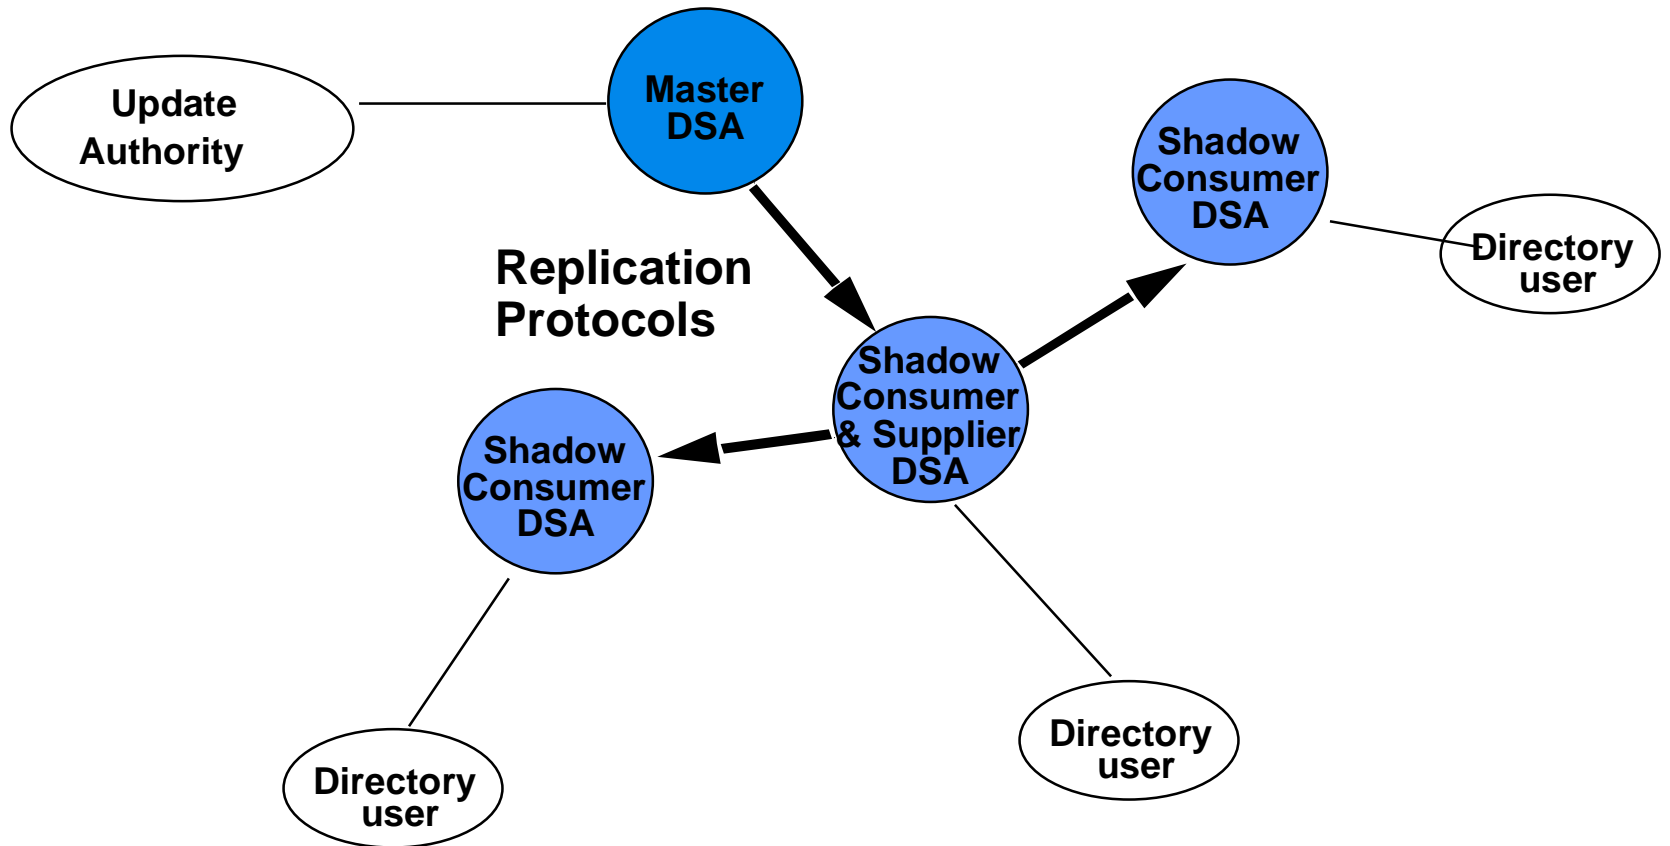 Update
Authority
Master
DSA
Shadow
Consumer
DSA
Directory
user
Replication
Protocols
Shadow
Consumer
& Supplier
DSA
Shadow
Consumer
DSA
Directory
user
Directory
user